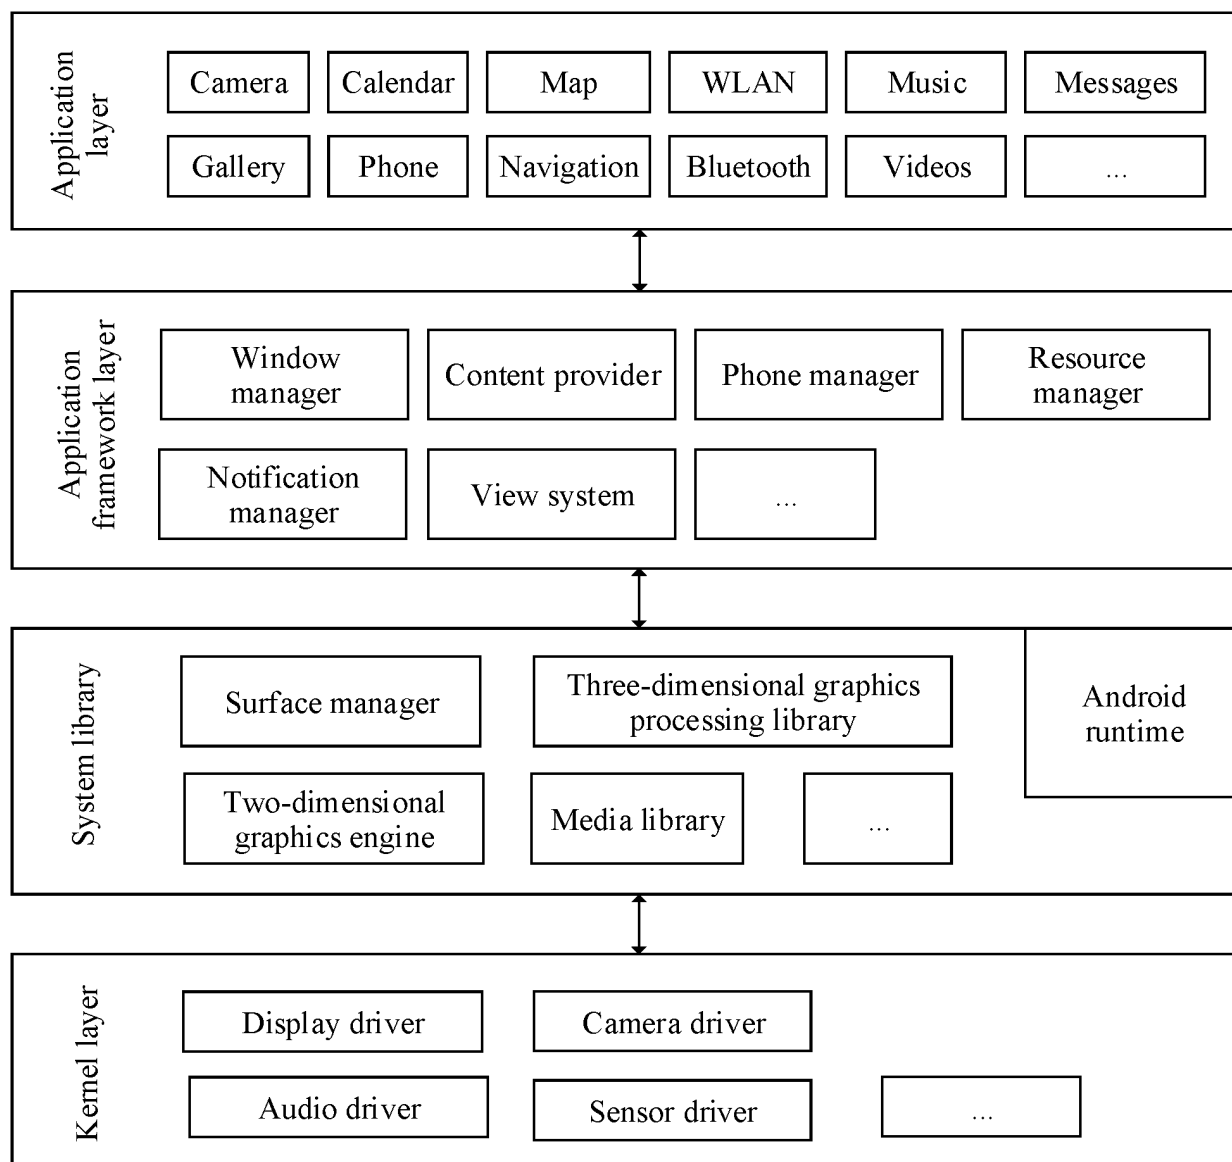 Application
layer
Camera
Calendar
Map
WLAN
Music
Messages
Gallery
Phone
Navigation
Bluetooth
Videos
...
Application
framework layer
Window
manager
Content provider
Phone manager
Resource
manager
Notification
manager
View system
...
System library
Surface manager
Three-dimensional graphics
processing library
Android
runtime
Two-dimensional
graphics engine
Media library
...
Kernel layer
Display driver
Camera driver
Audio driver
Sensor driver
...